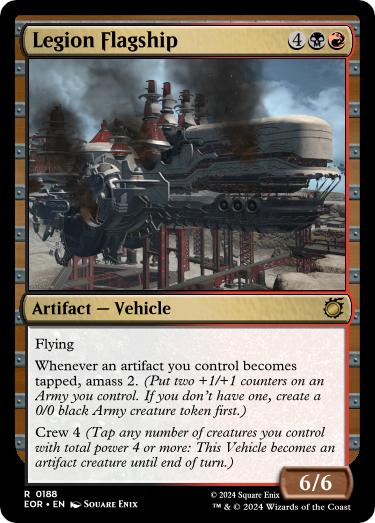 Legion Flagship 4
Artifact — Vehicle
Flying
Whenever an artifact you control becomes
tapped, amass 2. (Put two +1/+1 counters on an
Army you control. If you don't have one, create a
0/0 black Army creature token first.)
Crew 4 (Tap any number of creatures you control
with total power 4 or more: This Vehicle becomes an
artifact creature until end of turn.)
6/6
R 0188
EOR • EN Square Enix
© 2024 Square Enix
™ & © 2024 Wizards of the Coast